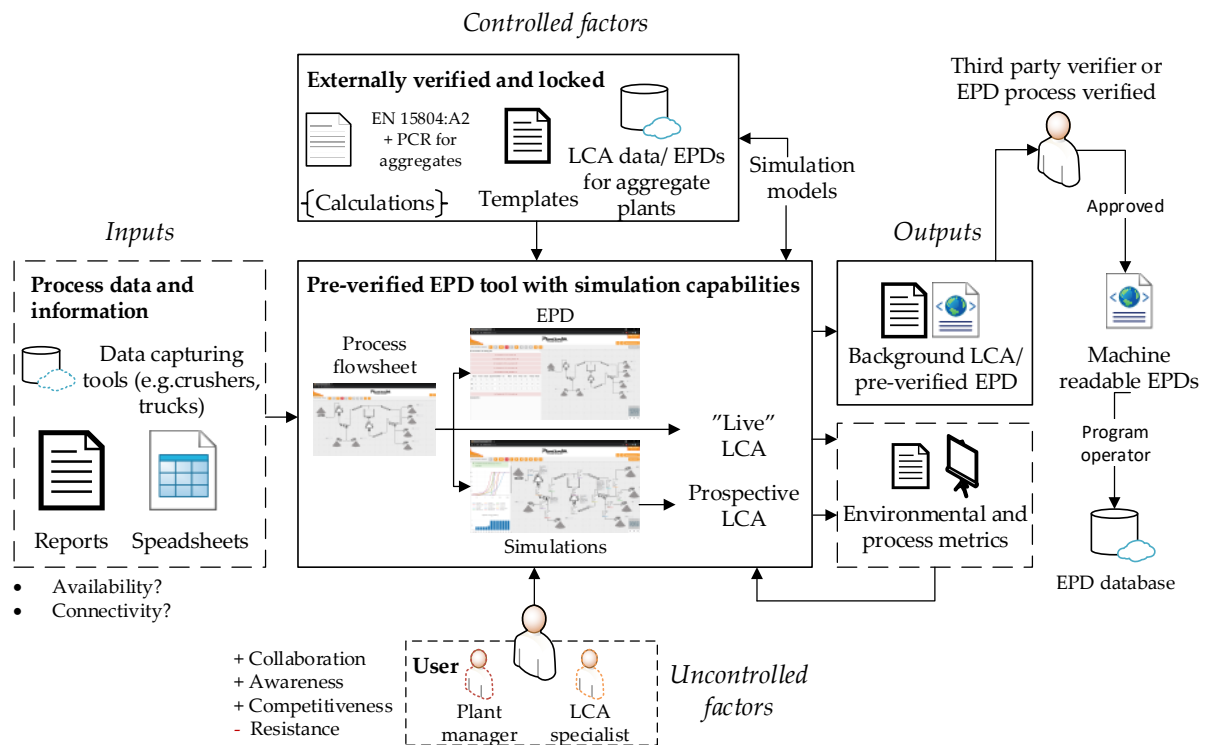 Controlled factors
Externally verified and locked
EN 15804:A2
+ PCR for
aggregates
{Calculations}
Templates
LCA data/ EPDs
for aggregate
plants
Simulation
models
Third party verifier or
EPD process verified
Approved
Inputs
Process data and
information
Data capturing
tools (e.g.crushers,
trucks)
Reports
Speadsheets
• Availability?
• Connectivity?
Pre-verified EPD tool with simulation capabilities
EPD
Process
flowsheet
Simulations
"Live"
LCA
Prospective
LCA
Outputs
Background LCA/
pre-verified EPD
Environmental and
process metrics
Machine
readable EPDs
Program
operator
EPD database
+ Collaboration
+ Awareness
+ Competitiveness
- Resistance
User
Plant
manager
LCA
specialist
Uncontrolled
factors